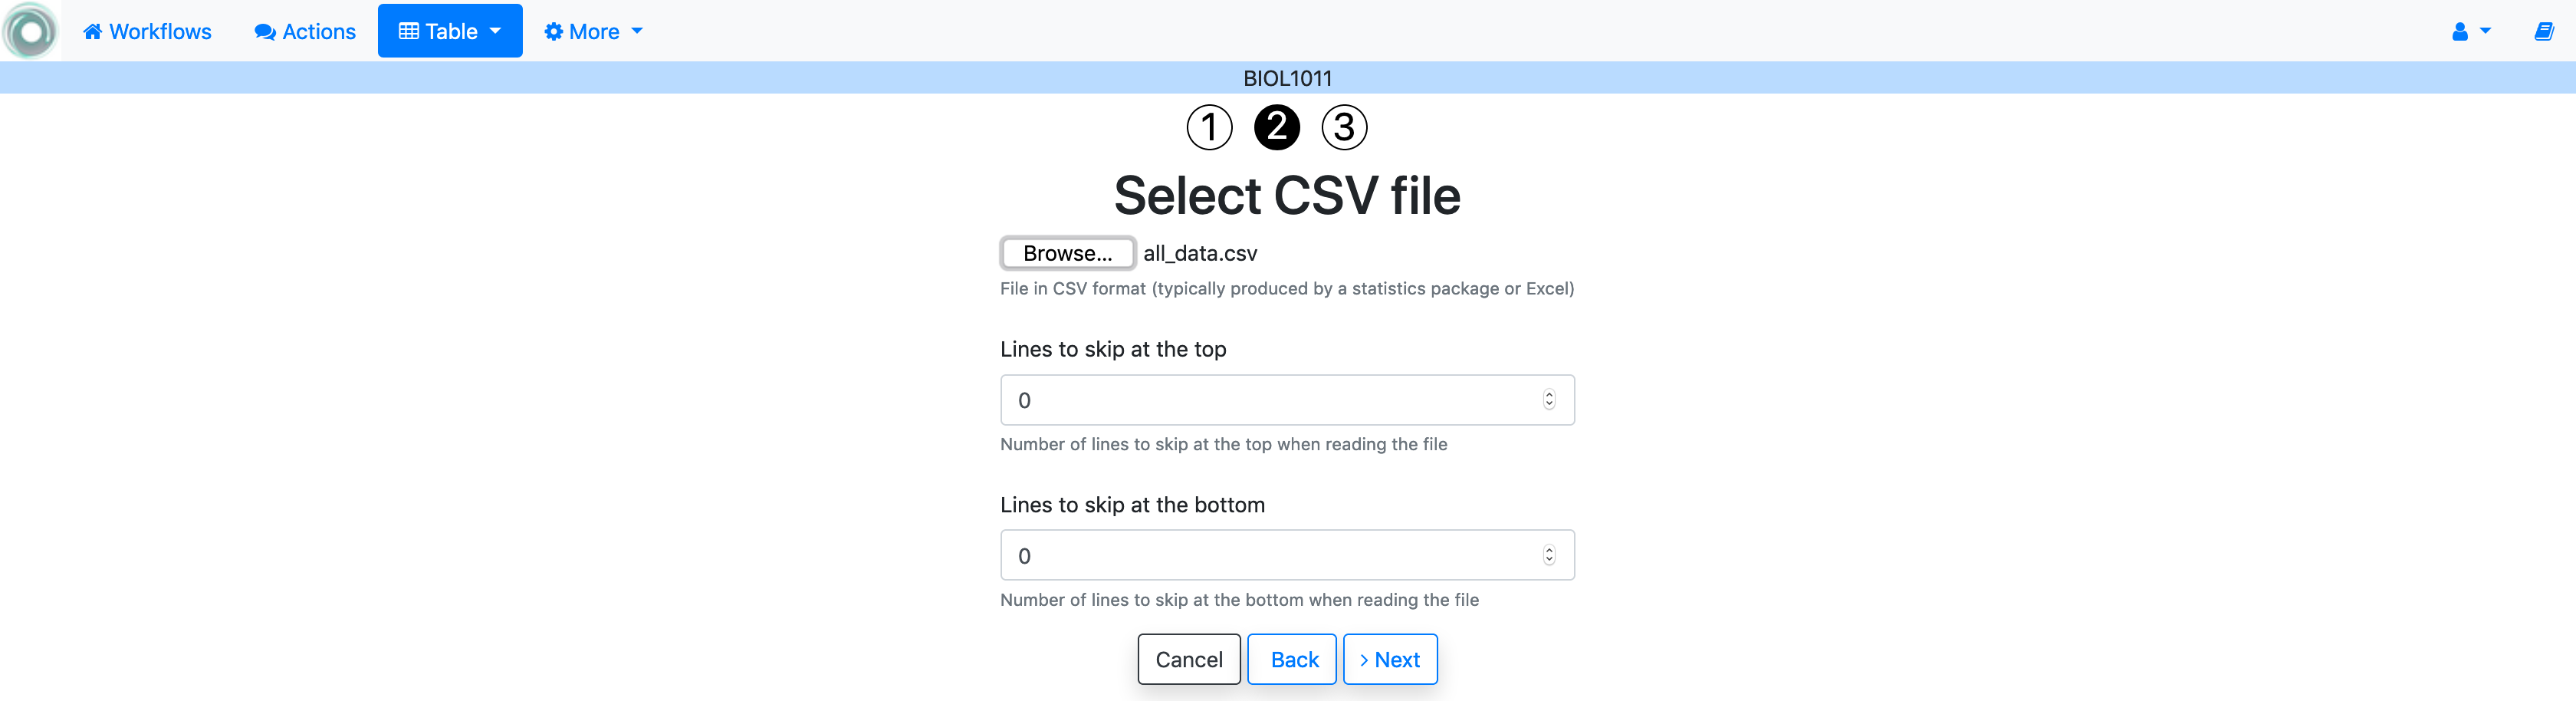 Workflows Actions Table More
BIOL1011
1 2 3
Select CSV file
Browse... all_data.csv
File in CSV format (typically produced by a statistics package or Excel)
Lines to skip at the top
0
Number of lines to skip at the top when reading the file
Lines to skip at the bottom
0
Number of lines to skip at the bottom when reading the file
Cancel Back Next